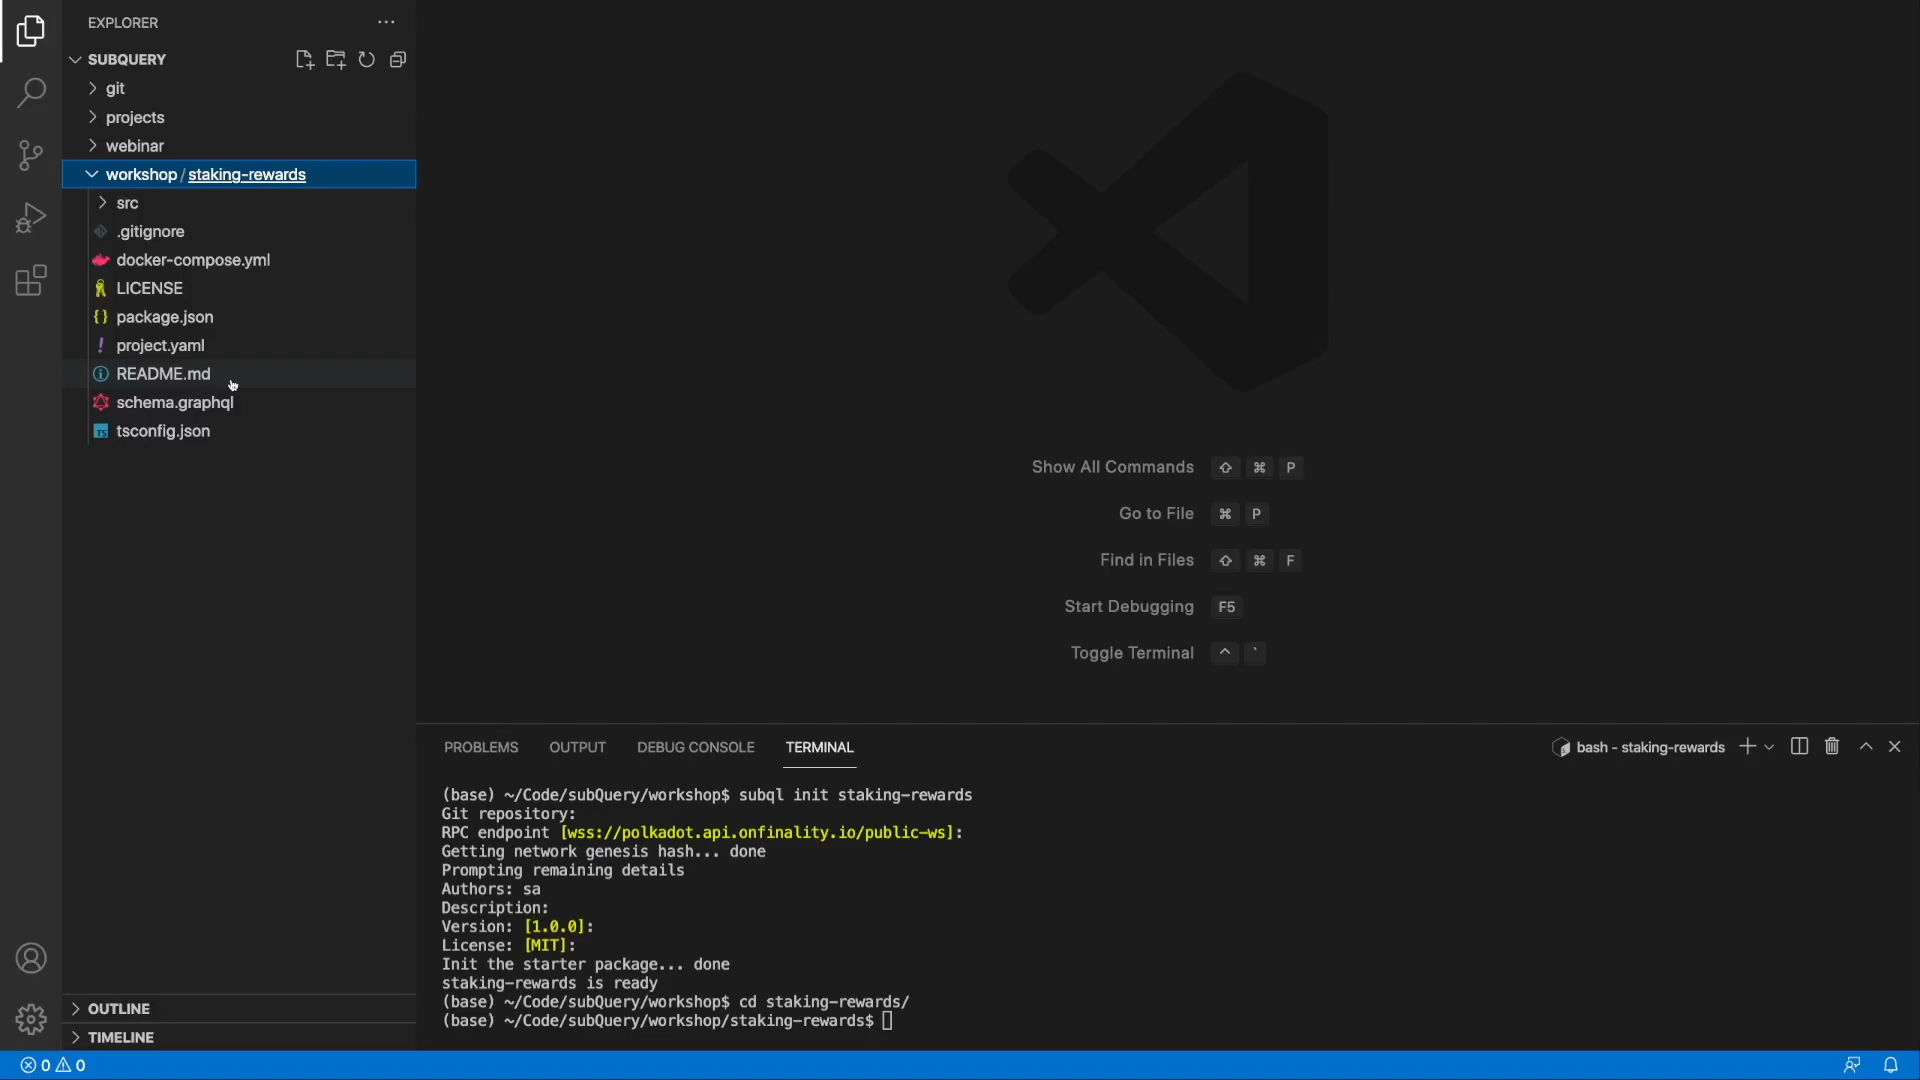 EXPLORER
SUBQUERY
git
projects
webinar
workshop / staking-rewards
src
.gitignore
docker-compose.yml
LICENSE
package.json
project.yaml
README.md
schema.graphql
tsconfig.json
OUTLINE
TIMELINE
Show All Commands ⇧ ⌘ P
Go to File ⌘ P
Find in Files ⇧ ⌘ F
Start Debugging F5
Toggle Terminal ^ `
PROBLEMS OUTPUT DEBUG CONSOLE TERMINAL
bash - staking-rewards
(base) ~/Code/subQuery/workshop$ subql init staking-rewards
Git repository:
RPC endpoint [wss://polkadot.api.onfinality.io/public-ws]:
Getting network genesis hash... done
Prompting remaining details
Authors: sa
Description:
Version: [1.0.0]:
License: [MIT]:
Init the starter package... done
staking-rewards is ready
(base) ~/Code/subQuery/workshop$ cd staking-rewards/
(base) ~/Code/subQuery/workshop/staking-rewards$
0 0